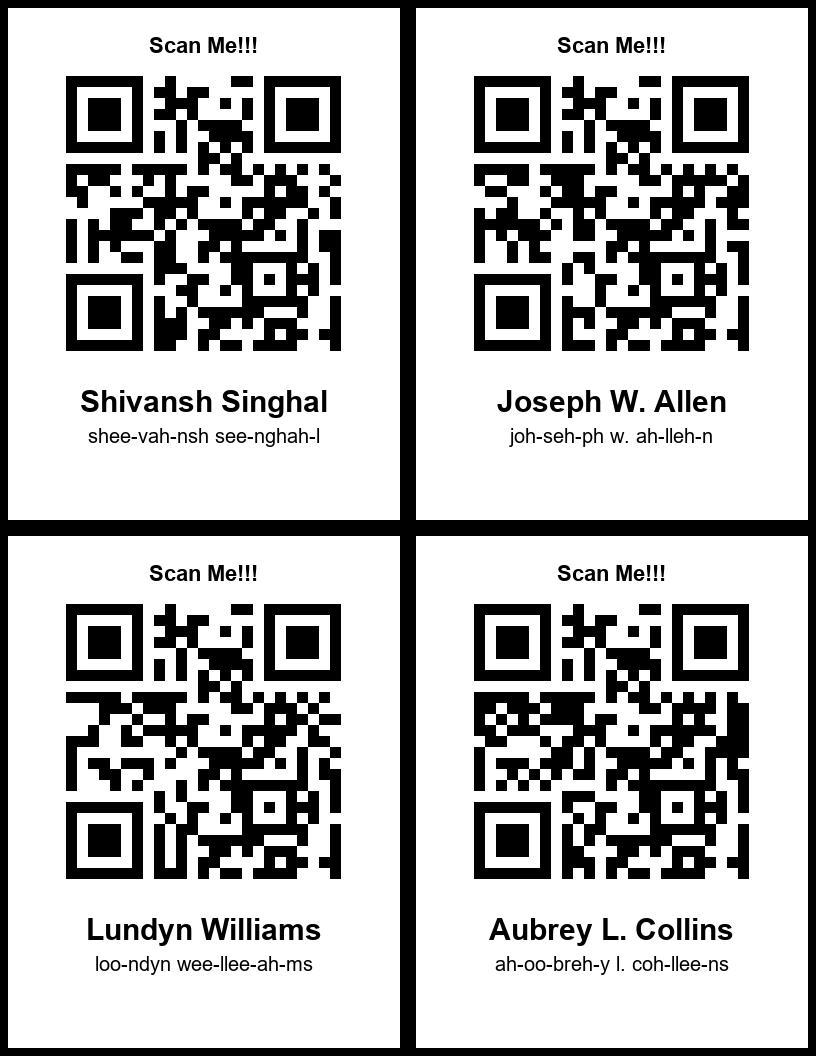 Scan Me!!!
Shivansh Singhal
shee-vah-nsh see-nghah-l
Scan Me!!!
Joseph W. Allen
joh-seh-ph w. ah-lleh-n
Scan Me!!!
Lundyn Williams
loo-ndyn wee-llee-ah-ms
Scan Me!!!
Aubrey L. Collins
ah-oo-breh-y l. coh-llee-ns